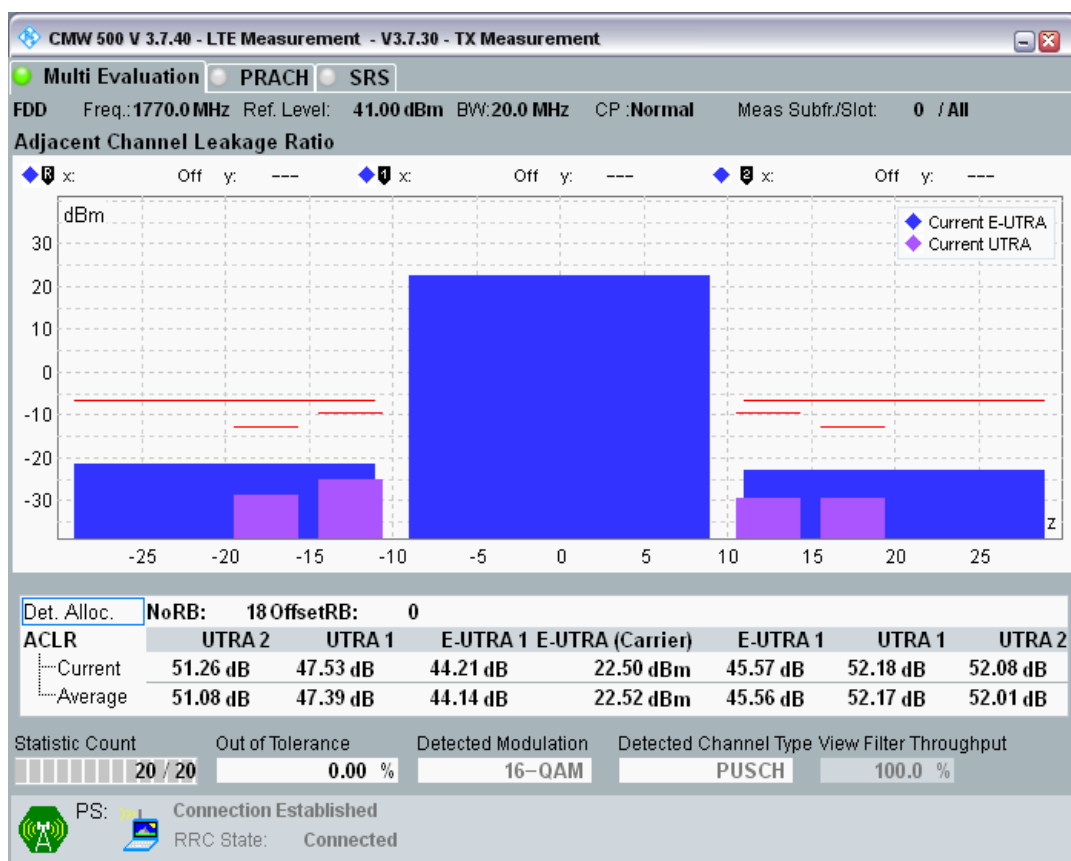 CMW 500 V 3.7.40 - LTE Measurement - V3.7.30 - TX Measurement
Multi Evaluation PRACH SRS
FDD Freq.:1770.0 MHz Ref. Level: 41.00 dBm BW:20.0 MHz CP :Normal Meas Subfr./Slot: 0 / All
Adjacent Channel Leakage Ratio
R x: Off y: --- 1 x: Off y: --- 2 x: Off y: ---
dBm
Current E-UTRA
Current UTRA
30
20
10
0
-10
-20
-30
z
-25 -20 -15 -10 -5 0 5 10 15 20 25
Det. Alloc. NoRB: 18 OffsetRB: 0
ACLR UTRA 2 UTRA 1 E-UTRA 1 E-UTRA (Carrier) E-UTRA 1 UTRA 1 UTRA 2
Current 51.26 dB 47.53 dB 44.21 dB 22.50 dBm 45.57 dB 52.18 dB 52.08 dB
Average 51.08 dB 47.39 dB 44.14 dB 22.52 dBm 45.56 dB 52.17 dB 52.01 dB
Statistic Count Out of Tolerance Detected Modulation Detected Channel Type View Filter Throughput
20 / 20 0.00 % 16-QAM PUSCH 100.0 %
PS: Connection Established
RRC State: Connected